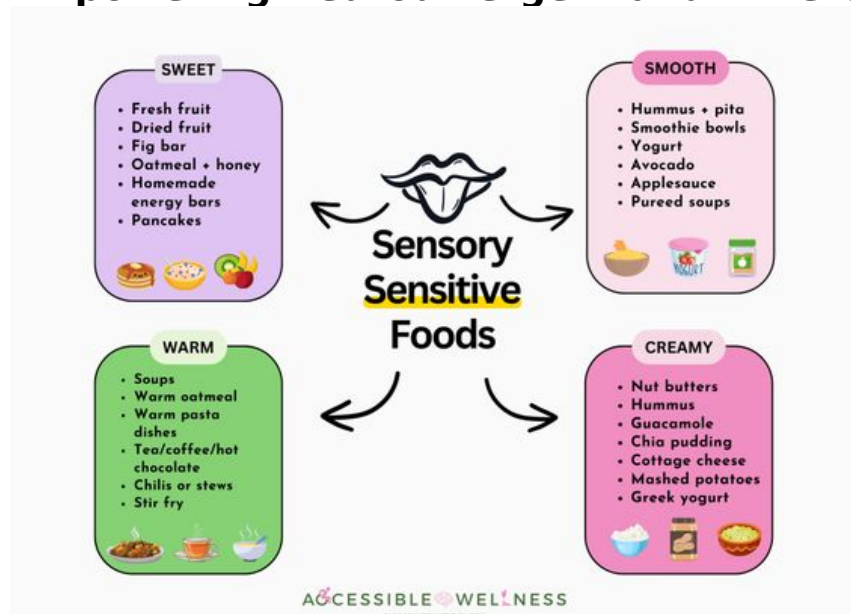 SWEET
• Fresh fruit
• Dried fruit
• Fig bar
• Oatmeal + honey
• Homemade
energy bars
• Pancakes
SMOOTH
• Hummus + pita
• Smoothie bowls
• Yogurt
• Avocado
• Applesauce
• Pureed soups
YOGURT
Sensory
Sensitive
Foods
WARM
• Soups
• Warm oatmeal
• Warm pasta
dishes
• Tea/coffee/hot
chocolate
• Chilis or stews
• Stir fry
CREAMY
• Nut butters
• Hummus
• Guacamole
• Chia pudding
• Cottage cheese
• Mashed potatoes
• Greek yogurt
ACCESSIBLE WELLNESS